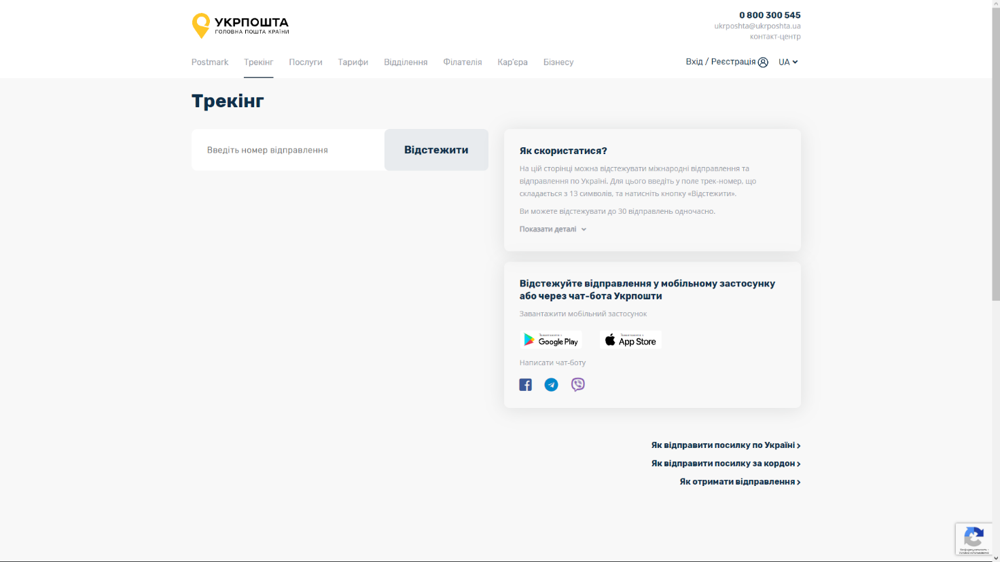 УКРПОШТА
ГОЛОВНА ПОШТА КРАЇНИ
0 800 300 545
ukrposhta@ukrposhta.ua
контакт-центр
Postmark Трекінг Послуги Тарифи Відділення Філателія Кар'єра Бізнесу
Вхід / Реєстрація UA
Трекінг
Введіть номер відправлення
Відстежити
Як скористатися?
На цій сторінці можна відстежувати міжнародні відправлення та
відправлення по Україні. Для цього введіть у поле трек-номер, що
складається з 13 символів, та натисніть кнопку «Відстежити».
Ви можете відстежувати до 30 відправлень одночасно.
Показати деталі
Відстежуйте відправлення у мобільному застосунку
або через чат-бота Укрпошти
Завантажити мобільний застосунок
Google Play
App Store
Написати чат-боту
Як відправити посилку по Україні
Як відправити посилку за кордон
Як отримати відправлення